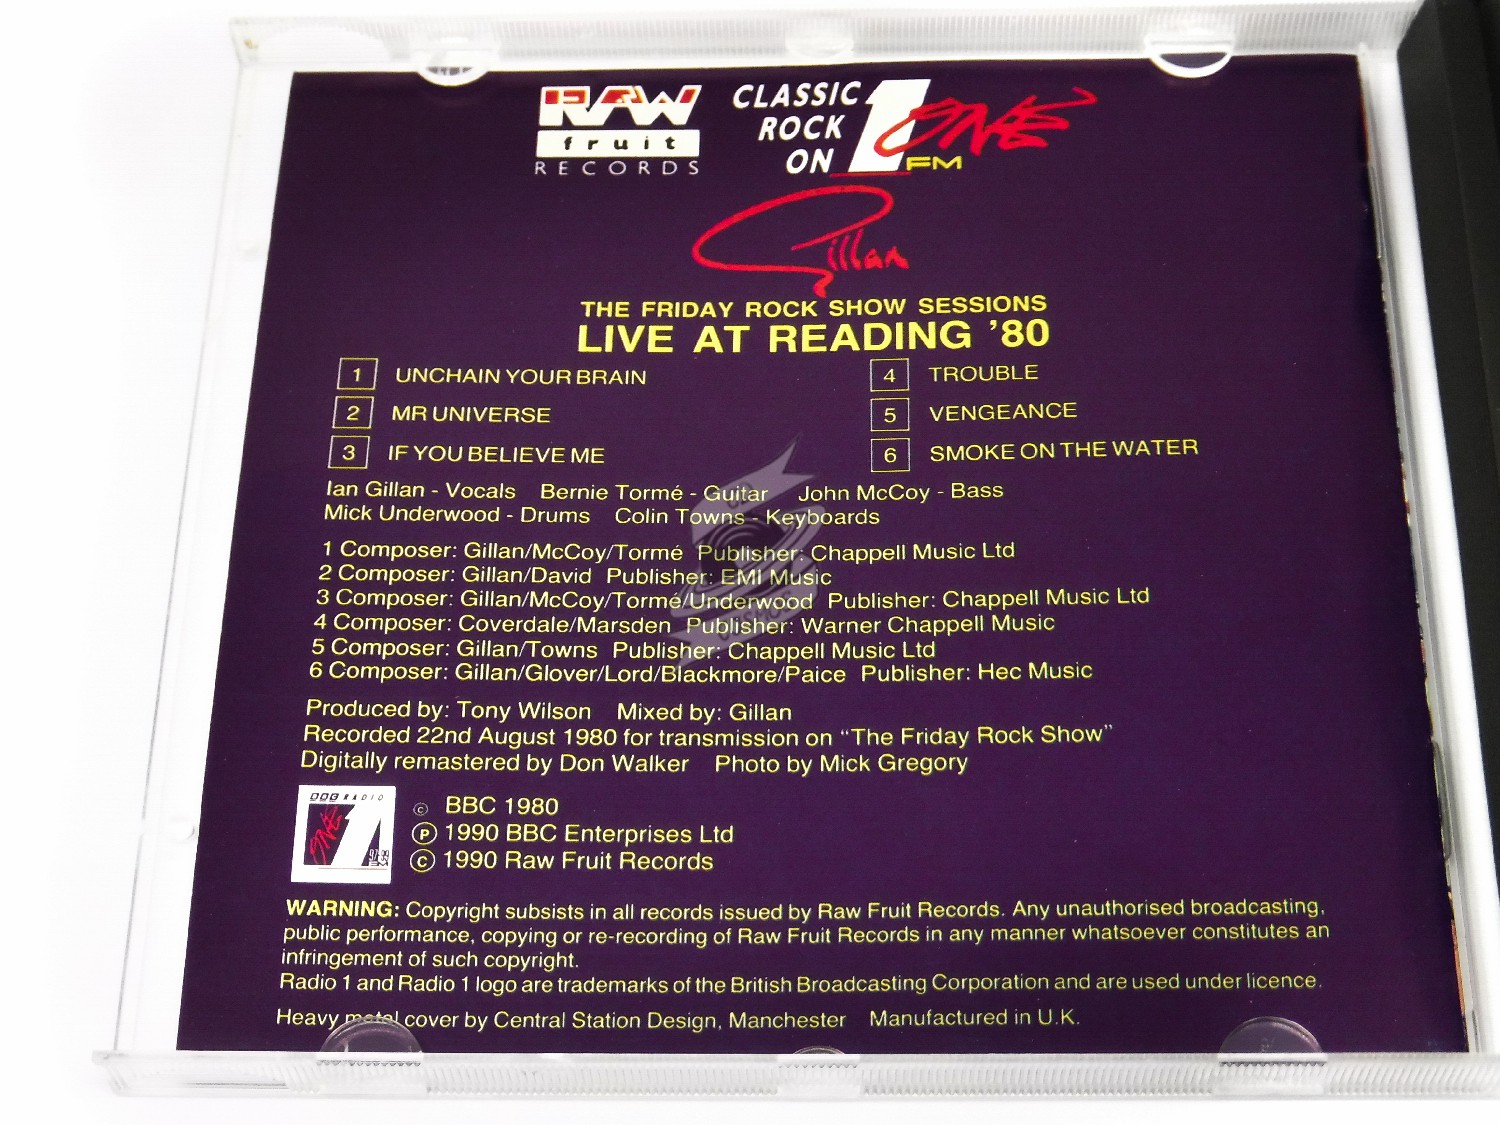 RAW
fruit
RECORDS
CLASSIC
ROCK
ON
1 ONE
FM
Gillan
THE FRIDAY ROCK SHOW SESSIONS
LIVE AT READING '80
1 UNCHAIN YOUR BRAIN
2 MR UNIVERSE
3 IF YOU BELIEVE ME
4 TROUBLE
5 VENGEANCE
6 SMOKE ON THE WATER
Ian Gillan - Vocals Bernie Tormé - Guitar John McCoy - Bass
Mick Underwood - Drums Colin Towns - Keyboards
1 Composer: Gillan/McCoy/Tormé Publisher: Chappell Music Ltd
2 Composer: Gillan/David Publisher: EMI Music
3 Composer: Gillan/McCoy/Tormé/Underwood Publisher: Chappell Music Ltd
4 Composer: Coverdale/Marsden Publisher: Warner Chappell Music
5 Composer: Gillan/Towns Publisher: Chappell Music Ltd
6 Composer: Gillan/Glover/Lord/Blackmore/Paice Publisher: Hec Music
Produced by: Tony Wilson Mixed by: Gillan
Recorded 22nd August 1980 for transmission on "The Friday Rock Show"
Digitally remastered by Don Walker Photo by Mick Gregory
BBC RADIO
ONE 1
97-99
FM
© BBC 1980
℗ 1990 BBC Enterprises Ltd
© 1990 Raw Fruit Records
WARNING: Copyright subsists in all records issued by Raw Fruit Records. Any unauthorised broadcasting,
public performance, copying or re-recording of Raw Fruit Records in any manner whatsoever constitutes an
infringement of such copyright.
Radio 1 and Radio 1 logo are trademarks of the British Broadcasting Corporation and are used under licence.
Heavy metal cover by Central Station Design, Manchester Manufactured in U.K.